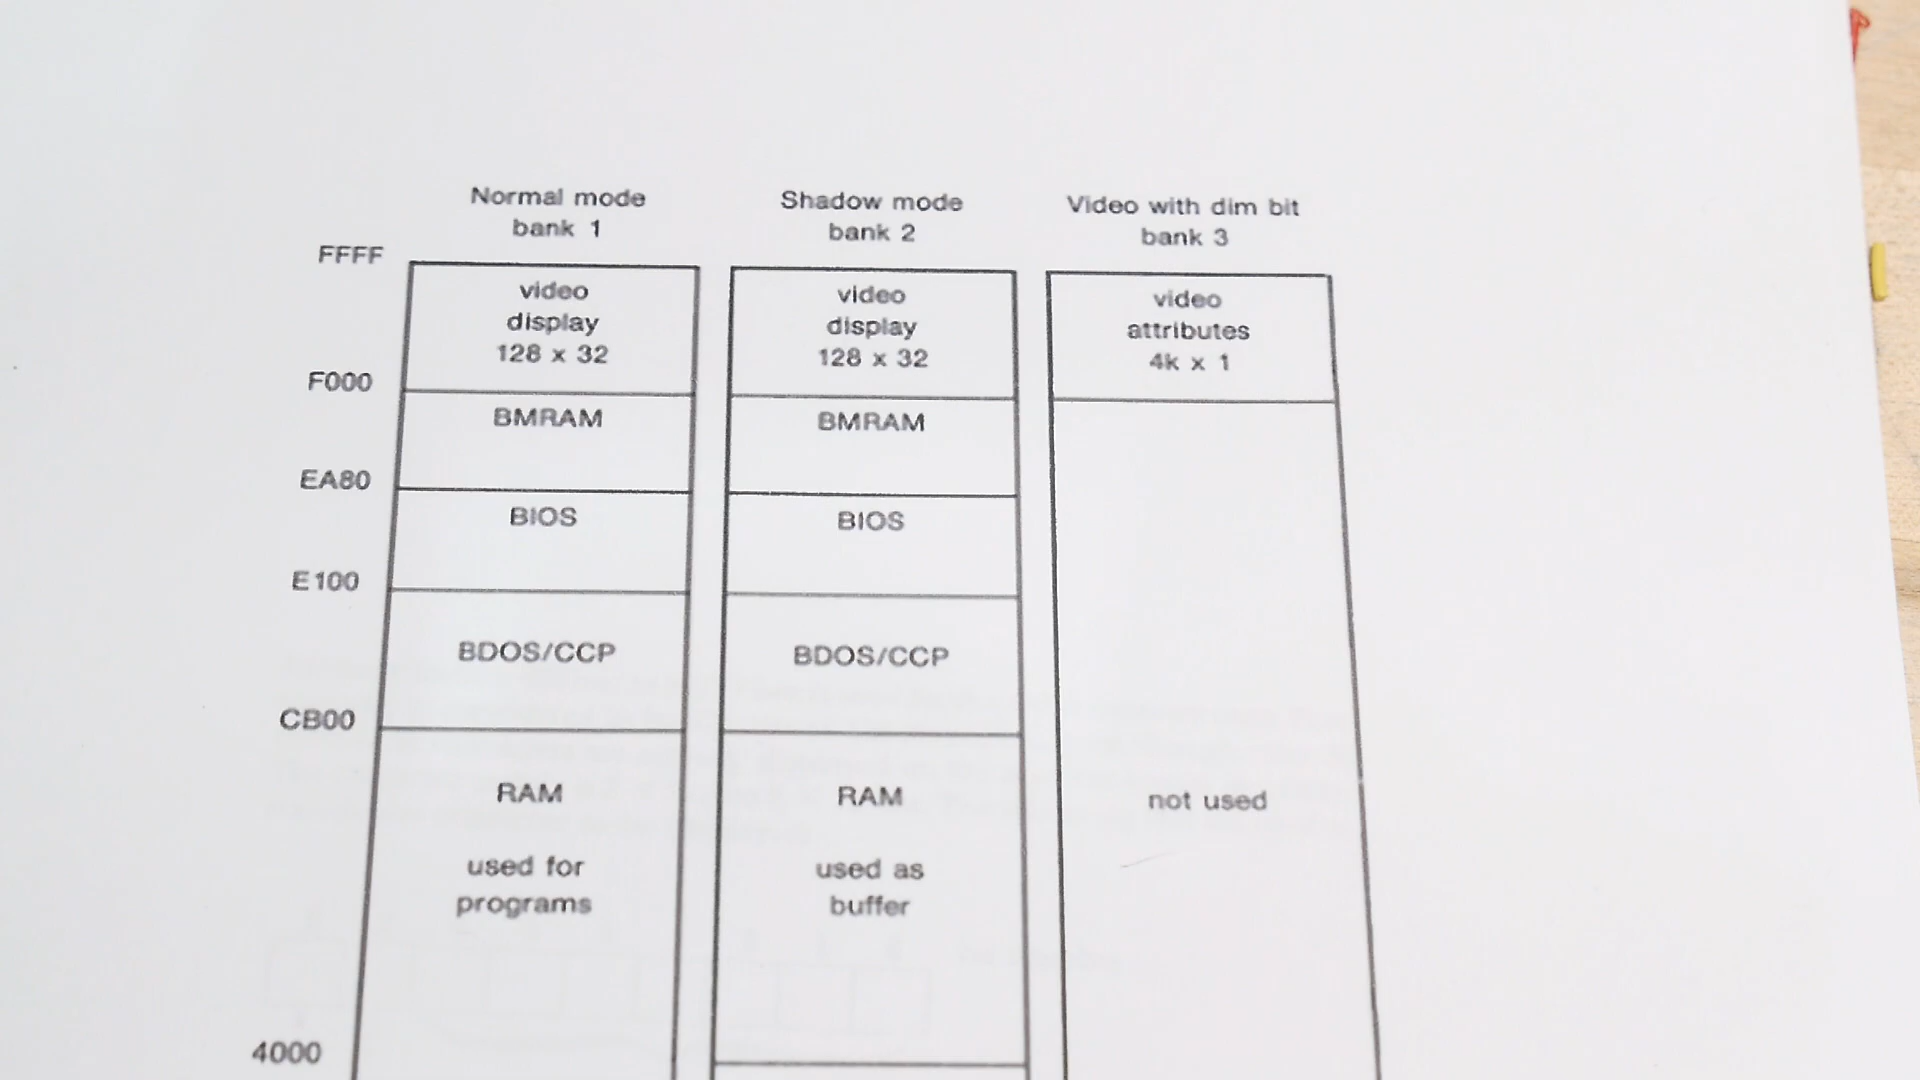 Normal mode
bank 1
Shadow mode
bank 2
Video with dim bit
bank 3
FFFF
video
display
128 x 32
video
display
128 x 32
video
attributes
4k x 1
F000
BMRAM
BMRAM
EA80
BIOS
BIOS
E100
BDOS/CCP
BDOS/CCP
CB00
RAM
used for
programs
RAM
used as
buffer
not used
4000